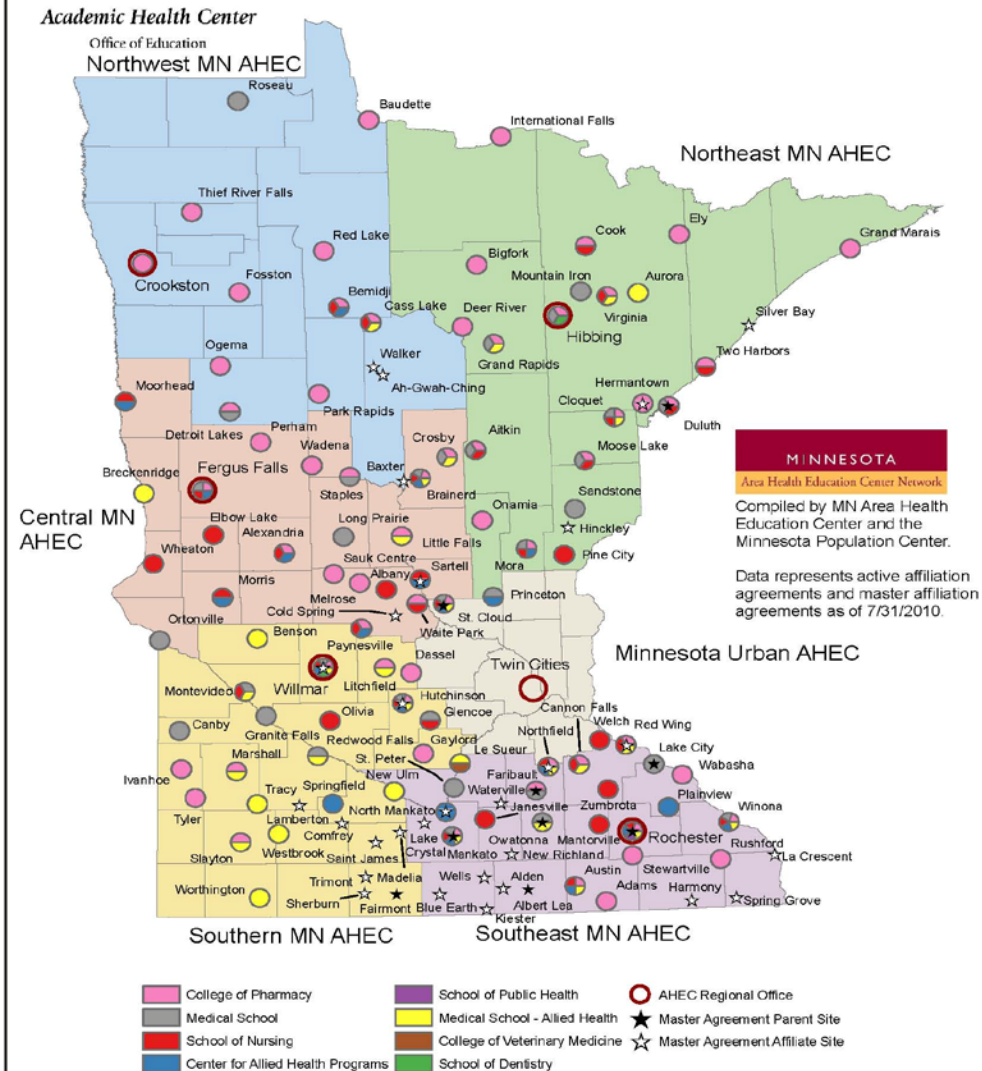 Academic Health Center
Office of Education
Northwest MN AHEC
Roseau
Baudette
International Falls
Northeast MN AHEC
Thief River Falls
Ely
Cook
Red Lake
Grand Marais
Bigfork
Mountain Iron
Aurora
Crookston
Fosston
Bemidji
Cass Lake
Deer River
Virginia
Silver Bay
Hibbing
Ogema
Walker
Grand Rapids
Two Harbors
Ah-Gwah-Ching
Hermantown
Moorhead
Cloquet
Park Rapids
Duluth
Detroit Lakes
Perham
Crosby
Aitkin
Moose Lake
Wadena
MINNESOTA
Area Health Education Center Network
Breckenridge
Fergus Falls
Baxter
Staples
Brainerd
Sandstone
Onamia
Compiled by MN Area Health
Education Center and the
Minnesota Population Center.
Central MN
AHEC
Elbow Lake
Long Prairie
Hinckley
Alexandria
Little Falls
Wheaton
Sauk Centre
Mora
Pine City
Sartell
Albany
Data represents active affiliation
agreements and master affiliation
agreements as of 7/31/2010.
Morris
Melrose
Princeton
Cold Spring
St. Cloud
Ortonville
Waite Park
Benson
Paynesville
Dassel
Minnesota Urban AHEC
Twin Cities
Montevideo
Willmar
Litchfield
Hutchinson
Cannon Falls
Canby
Olivia
Glencoe
Northfield
Welch
Red Wing
Granite Falls
Redwood Falls
Gaylord
Le Sueur
Lake City
Marshall
St. Peter
Wabasha
Ivanhoe
New Ulm
Faribault
Tracy
Springfield
Waterville
Plainview
North Mankato
Janesville
Zumbrota
Winona
Tyler
Lamberton
Comfrey
Lake
Crystal
Owatonna
Mantorville
Rochester
Rushford
Slayton
Westbrook
Saint James
Mankato
New Richland
Stewartville
La Crescent
Trimont
Madelia
Wells
Alden
Austin
Worthington
Adams
Harmony
Sherburn
Fairmont
Blue Earth
Albert Lea
Spring Grove
Kiester
Southern MN AHEC
Southeast MN AHEC
College of Pharmacy
School of Public Health
AHEC Regional Office
Medical School
Medical School - Allied Health
Master Agreement Parent Site
School of Nursing
College of Veterinary Medicine
Master Agreement Affiliate Site
Center for Allied Health Programs
School of Dentistry